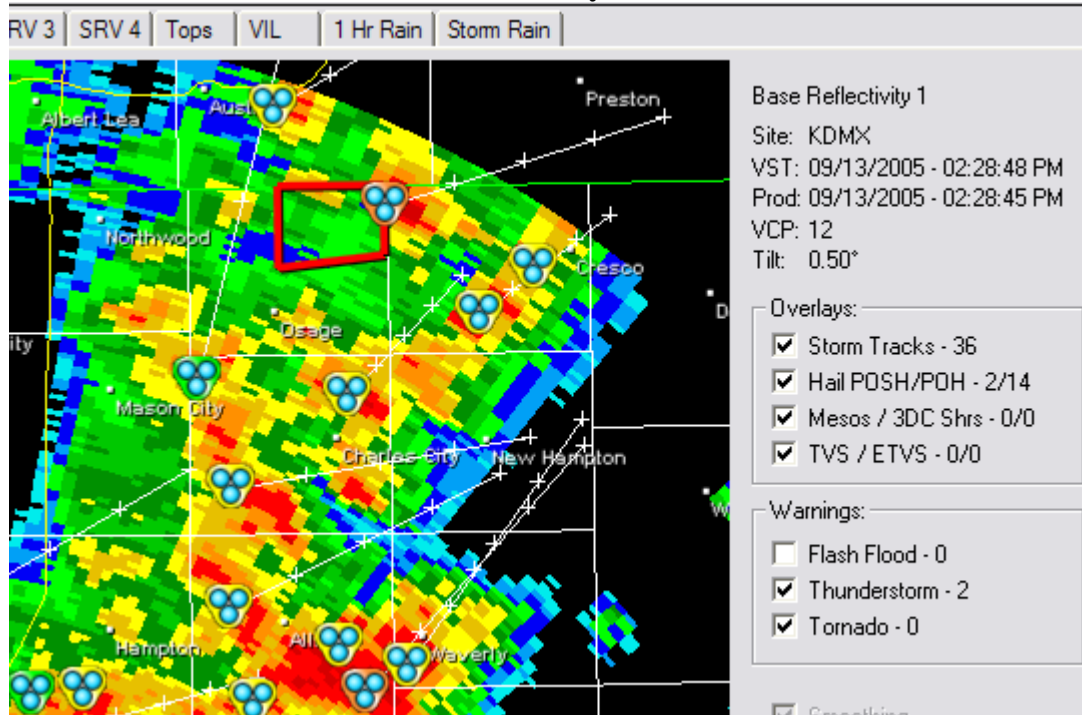 RV 3 SRV 4 Tops VIL 1 Hr Rain Storm Rain
Preston
Albert Lea
Aust
Northwood
Cresco
D
Osage
ity
Mason City
Charles City
New Hampton
W
Hampton
All
Waverly
Base Reflectivity 1
Site: KDMX
VST: 09/13/2005 - 02:28:48 PM
Prod: 09/13/2005 - 02:28:45 PM
VCP: 12
Tilt: 0.50°
Overlays:
Storm Tracks - 36
Hail POSH/POH - 2/14
Mesos / 3DC Shrs - 0/0
TVS / ETVS - 0/0
Warnings:
Flash Flood - 0
Thunderstorm - 2
Tornado - 0